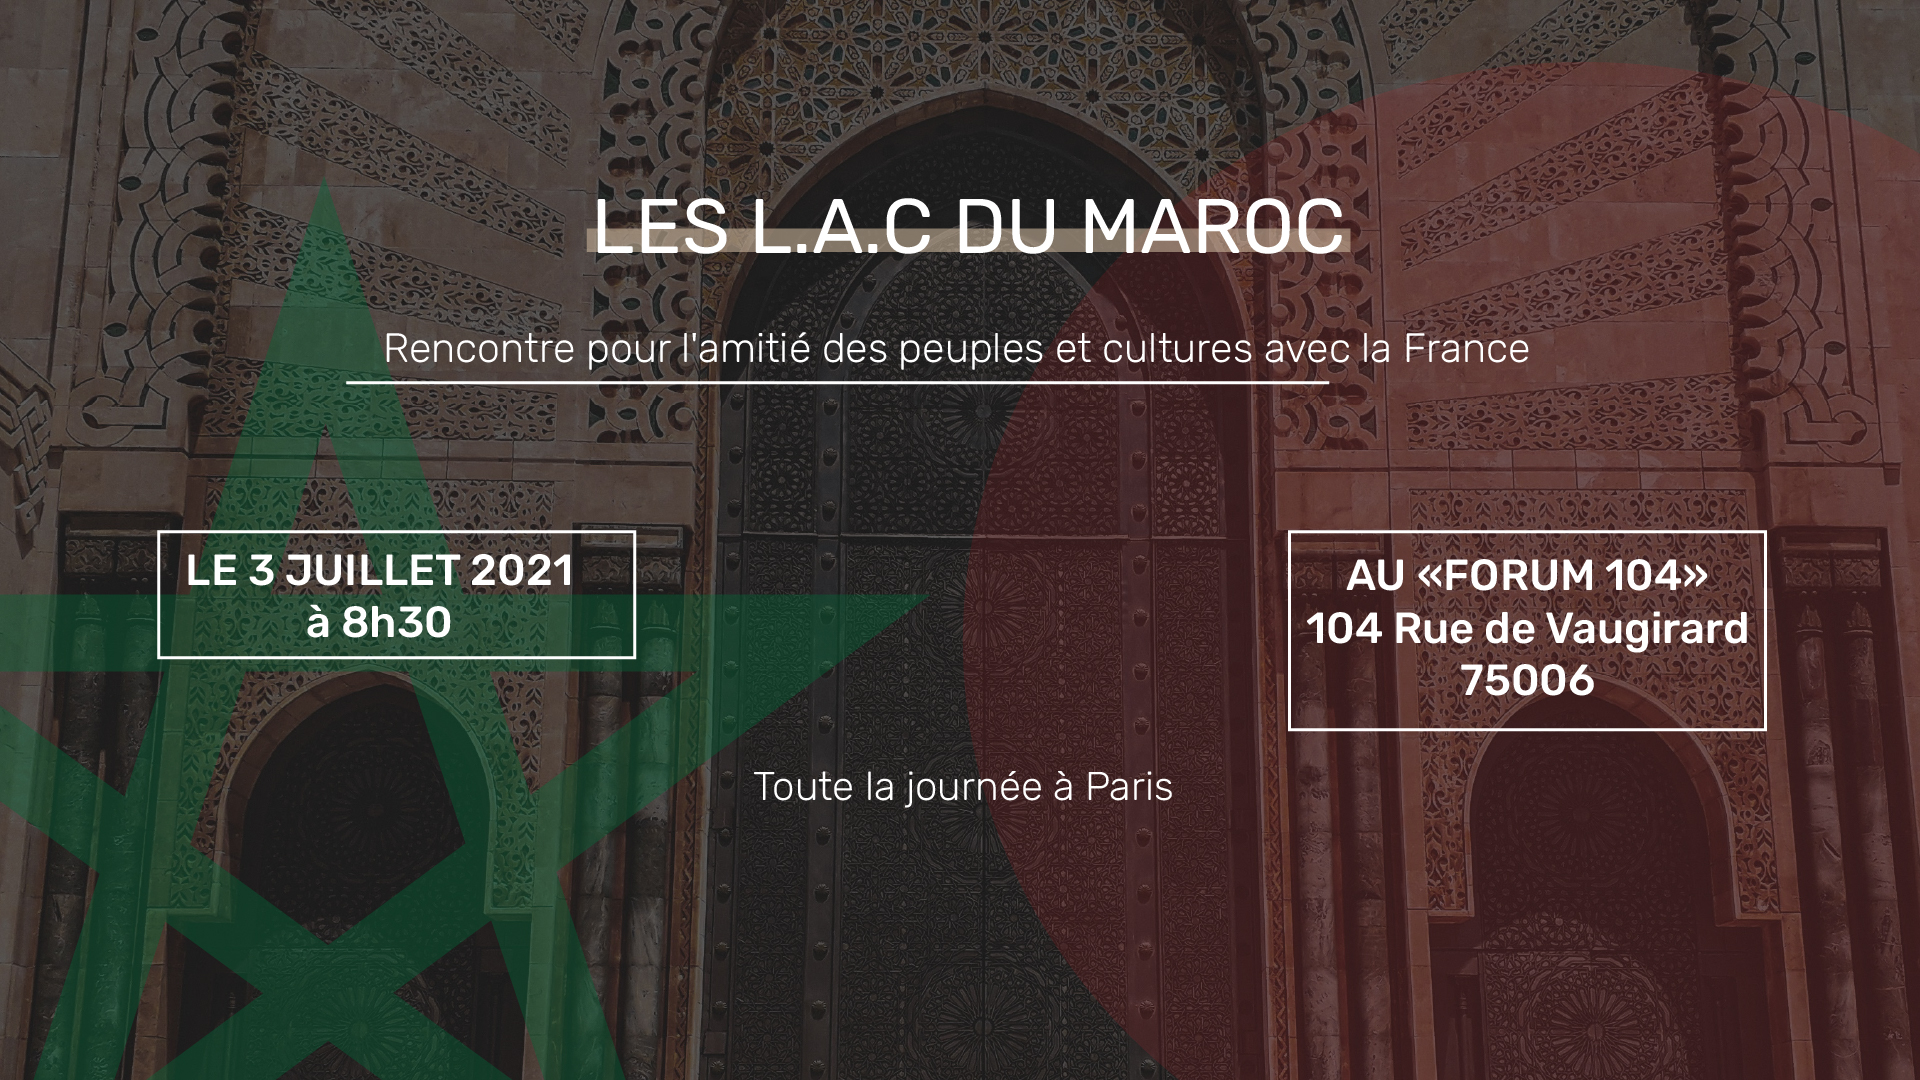 LES L.A.C DU MAROC
Rencontre pour l'amitié des peuples et cultures avec la France
LE 3 JUILLET 2021
à 8h30
AU «FORUM 104»
104 Rue de Vaugirard
75006
Toute la journée à Paris